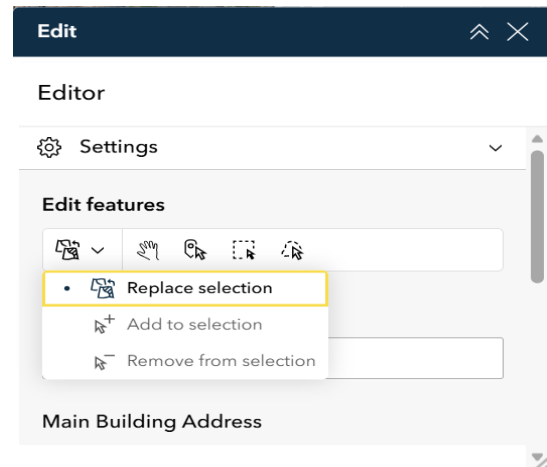 Edit
Editor
Settings
Edit features
Replace selection
Add to selection
Remove from selection
Main Building Address